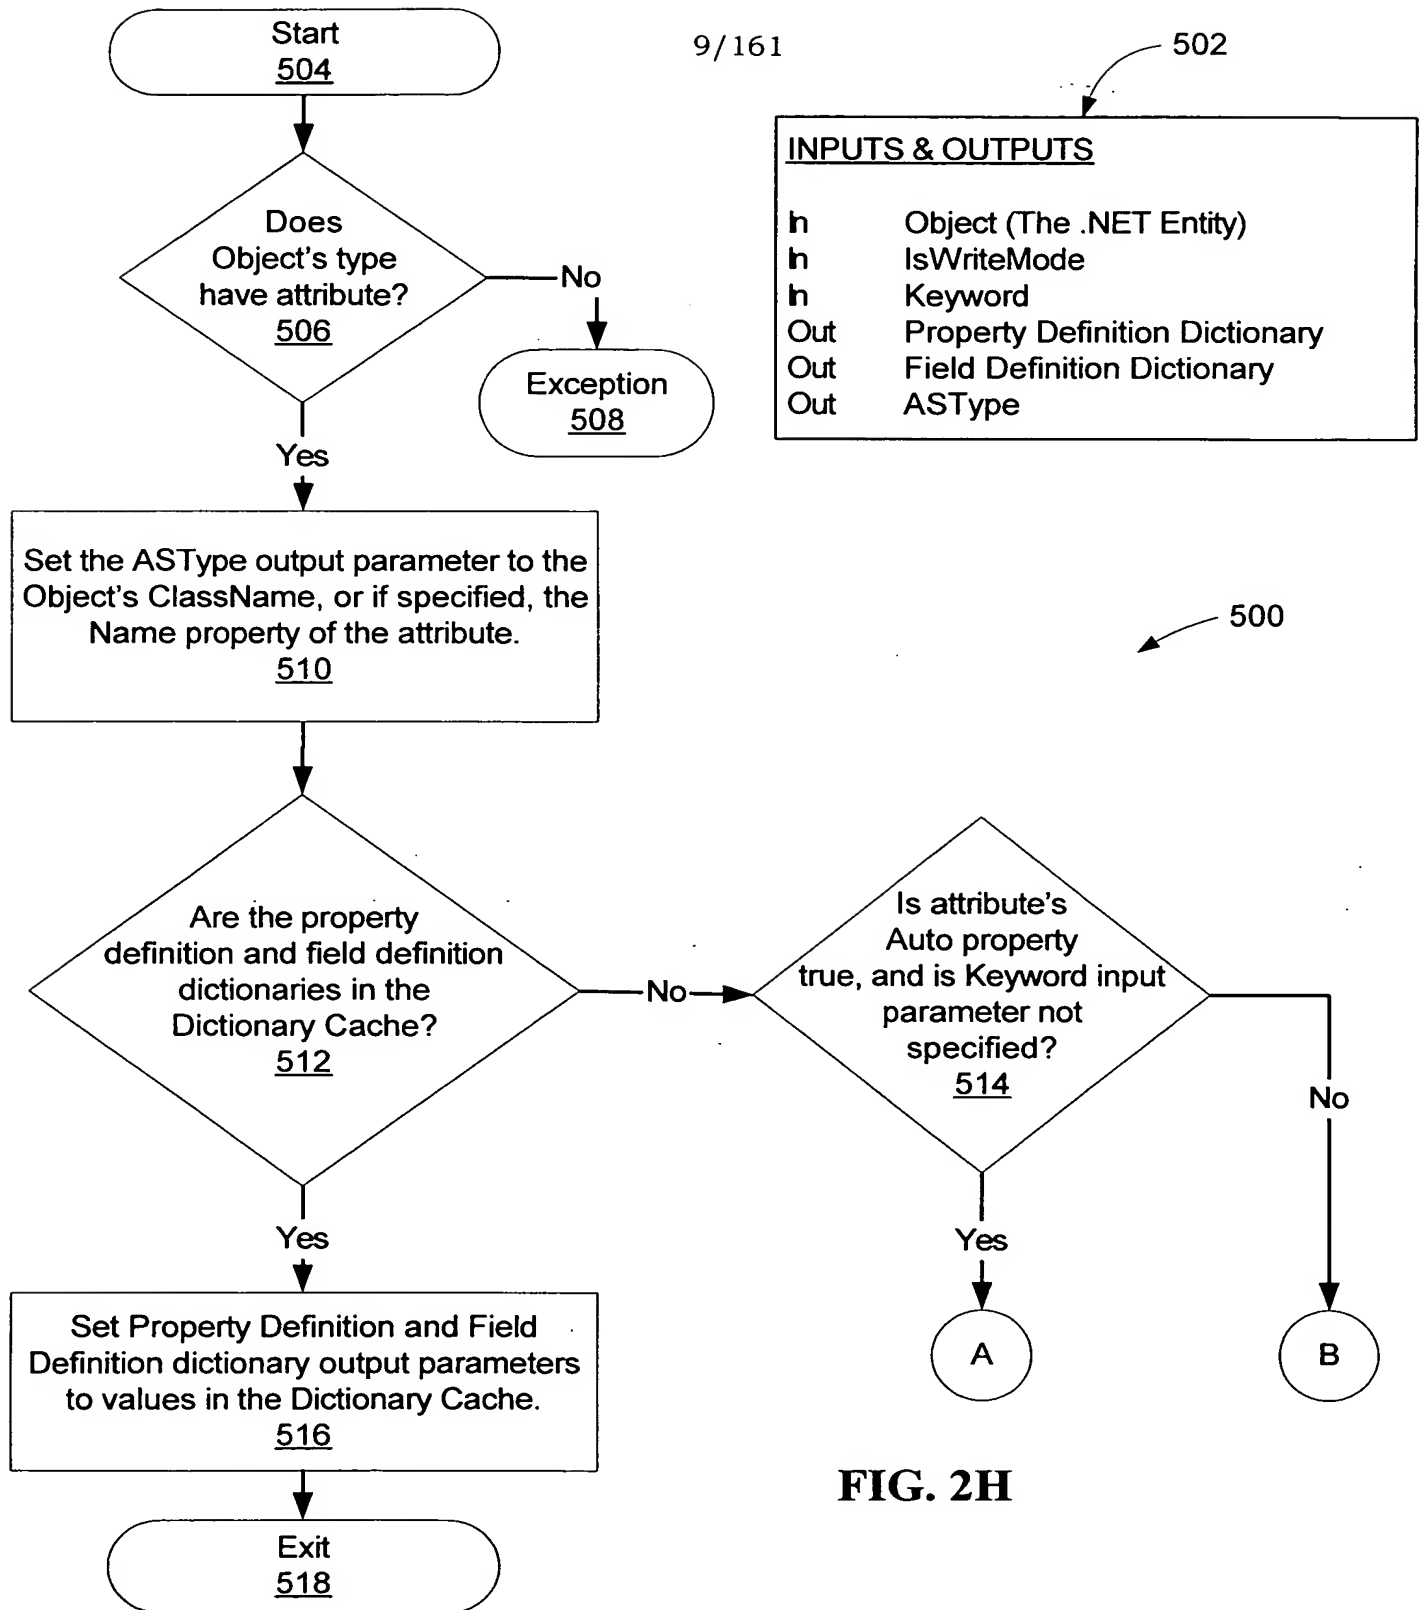 9/161
Start
504
502
INPUTS & OUTPUTS
In Object (The .NET Entity)
In IsWriteMode
In Keyword
Out Property Definition Dictionary
Out Field Definition Dictionary
Out ASType
Does
Object's type
have attribute?
506
No
Exception
508
Yes
Set the ASType output parameter to the
Object's ClassName, or if specified, the
Name property of the attribute.
510
500
Are the property
definition and field definition
dictionaries in the
Dictionary Cache?
512
No
Is attribute's
Auto property
true, and is Keyword input
parameter not
specified?
514
No
Yes
Yes
A
B
Set Property Definition and Field
Definition dictionary output parameters
to values in the Dictionary Cache.
516
Exit
518
FIG. 2H